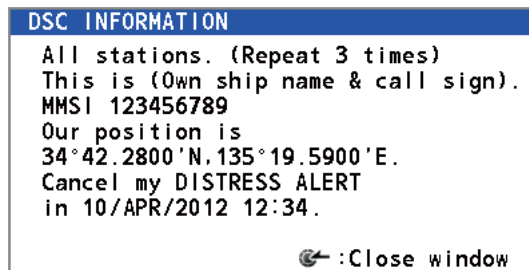 DSC INFORMATION
All stations. (Repeat 3 times)
This is (Own ship name & call sign).
MMSI 123456789
Our position is
34°42.2800'N,135°19.5900'E.
Cancel my DISTRESS ALERT
in 10/APR/2012 12:34.
:Close window